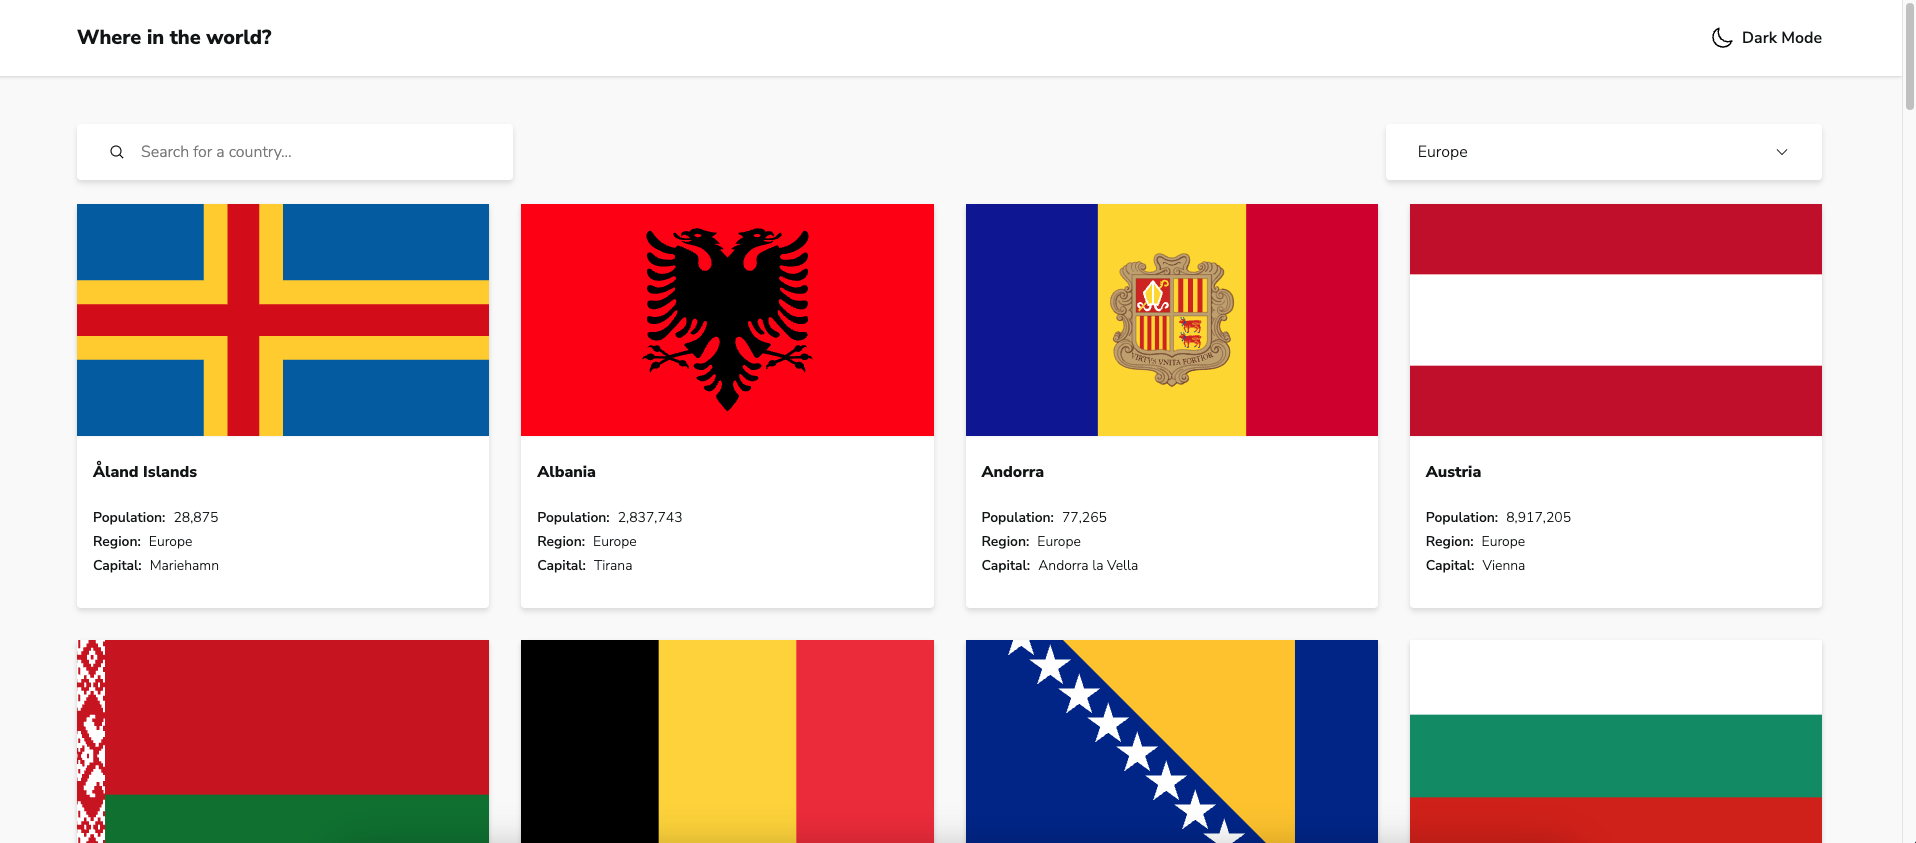 Where in the world?
Dark Mode
Search for a country...
Europe
VIRTVS VNITA FORTIOR
Åland Islands
Population: 28,875
Region: Europe
Capital: Mariehamn
Albania
Population: 2,837,743
Region: Europe
Capital: Tirana
Andorra
Population: 77,265
Region: Europe
Capital: Andorra la Vella
Austria
Population: 8,917,205
Region: Europe
Capital: Vienna